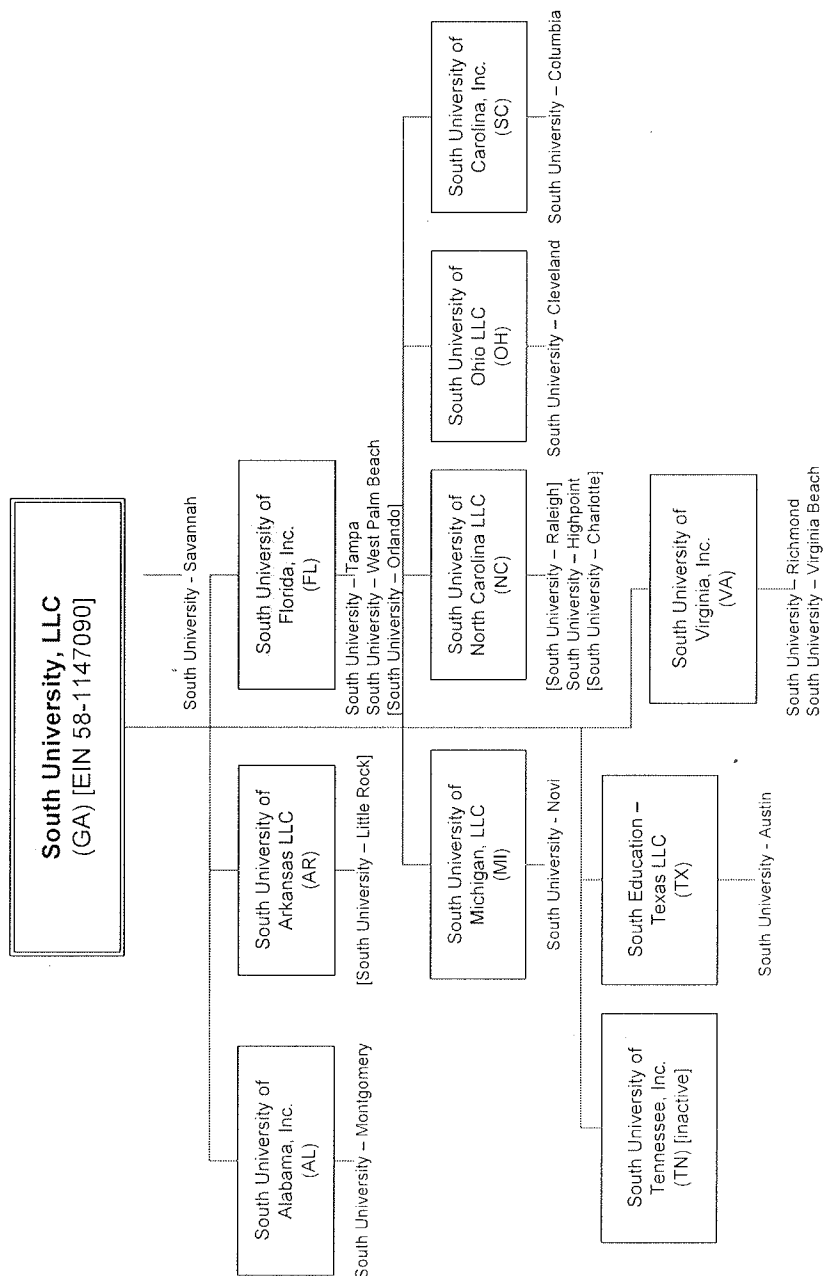 South University, LLC
(GA) [EIN 58-1147090]
South University - Savannah
South University of
Alabama, Inc.
(AL)
South University – Montgomery
South University of
Arkansas LLC
(AR)
[South University – Little Rock]
South University of
Florida, Inc.
(FL)
South University – Tampa
South University – West Palm Beach
[South University – Orlando]
South University of
Michigan, LLC
(MI)
South University - Novi
South University of
North Carolina LLC
(NC)
[South University – Raleigh]
South University – Highpoint
[South University – Charlotte]
South University of
Ohio LLC
(OH)
South University – Cleveland
South University of
Carolina, Inc.
(SC)
South University – Columbia
South University of
Tennessee, Inc.
(TN) [inactive]
South Education –
Texas LLC
(TX)
South University - Austin
South University of
Virginia, Inc.
(VA)
South University – Richmond
South University – Virginia Beach